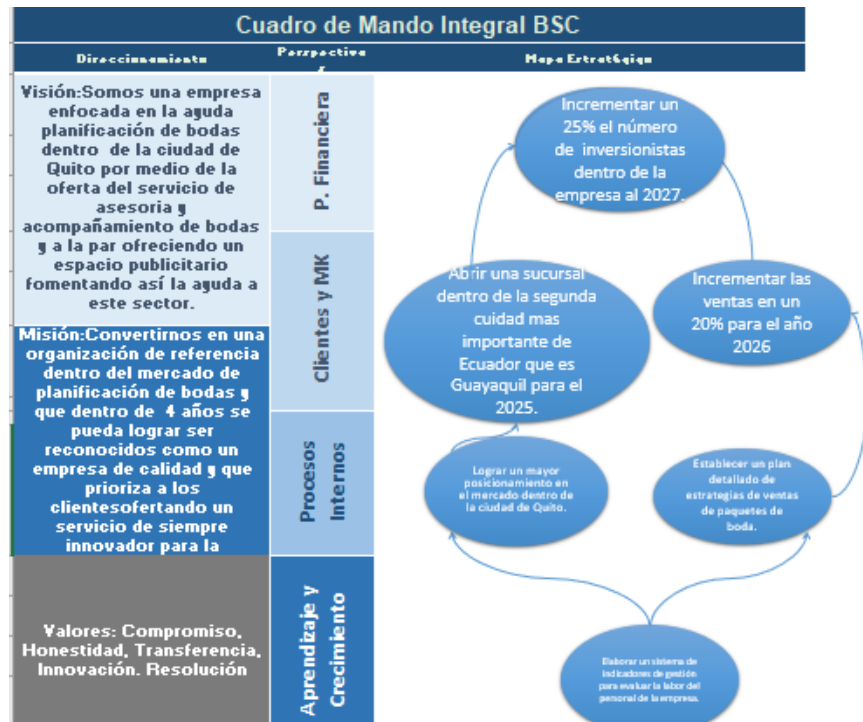 Cuadro de Mando Integral BSC
Direccionamiento
Perspectiva
Mapa Estratégico
Visión:Somos una empresa
enfocada en la ayuda
planificación de bodas
dentro de la ciudad de
Quito por medio de la
oferta del servicio de
asesoria y
acompañamiento de bodas
y a la par ofreciendo un
espacio publicitario
fomentando así la ayuda a
este sector.
Misión:Convertirnos en una
organización de referencia
dentro del mercado de
planificación de bodas y
que dentro de 4 años se
pueda lograr ser
reconocidos como un
empresa de calidad y que
prioriza a los
clientesofertando un
servicio de siempre
innovador para la
Valores: Compromiso,
Honestidad, Transferencia,
Innovación. Resolución
P. Financiera
Clientes y MK
Procesos
Internos
Aprendizaje y
Crecimiento
Incrementar un
25% el número
de inversionistas
dentro de la
empresa al 2027.
Abrir una sucursal
dentro de la segunda
cuidad mas
importante de
Ecuador que es
Guayaquil para el
2025.
Incrementar las
ventas en un
20% para el año
2026
Lograr un mayor
posicionamiento en
el mercado dentro de
la ciudad de Quito.
Establecer un plan
detallado de
estrategias de ventas
de paquetes de
boda.
Elaborar un sistema de
indicadores de gestión
para evaluar la labor del
personal de la empresa.